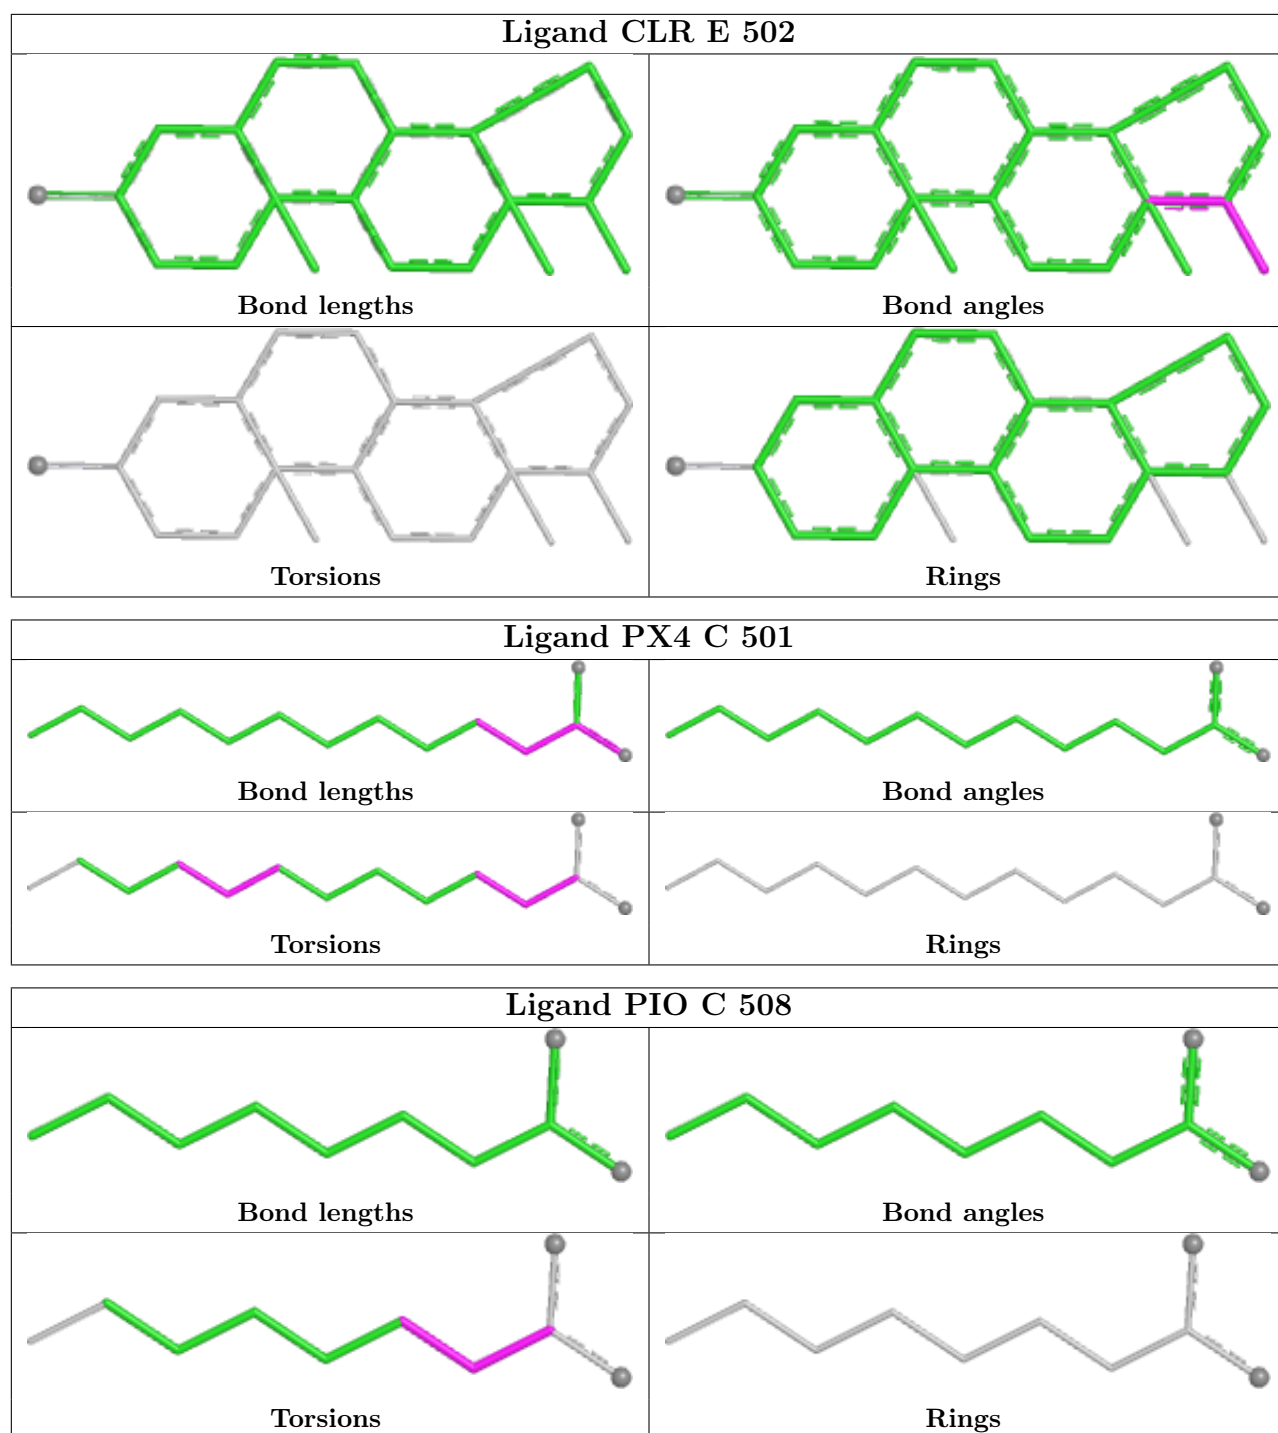 Ligand CLR E 502
Bond lengths
Bond angles
Torsions
Rings
Ligand PX4 C 501
Bond lengths
Bond angles
Torsions
Rings
Ligand PIO C 508
Bond lengths
Bond angles
Torsions
Rings